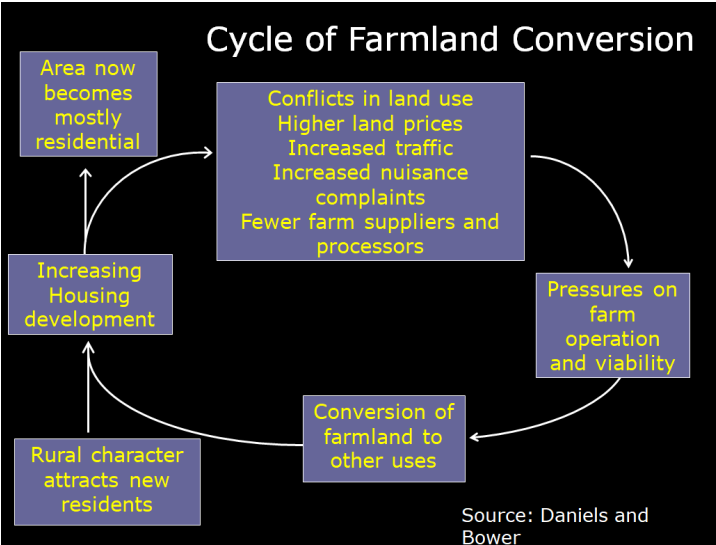 Cycle of Farmland Conversion
Area now
becomes
mostly
residential
Conflicts in land use
Higher land prices
Increased traffic
Increased nuisance
complaints
Fewer farm suppliers and
processors
Increasing
Housing
development
Pressures on
farm
operation
and viability
Conversion of
farmland to
other uses
Rural character
attracts new
residents
Source: Daniels and
Bower